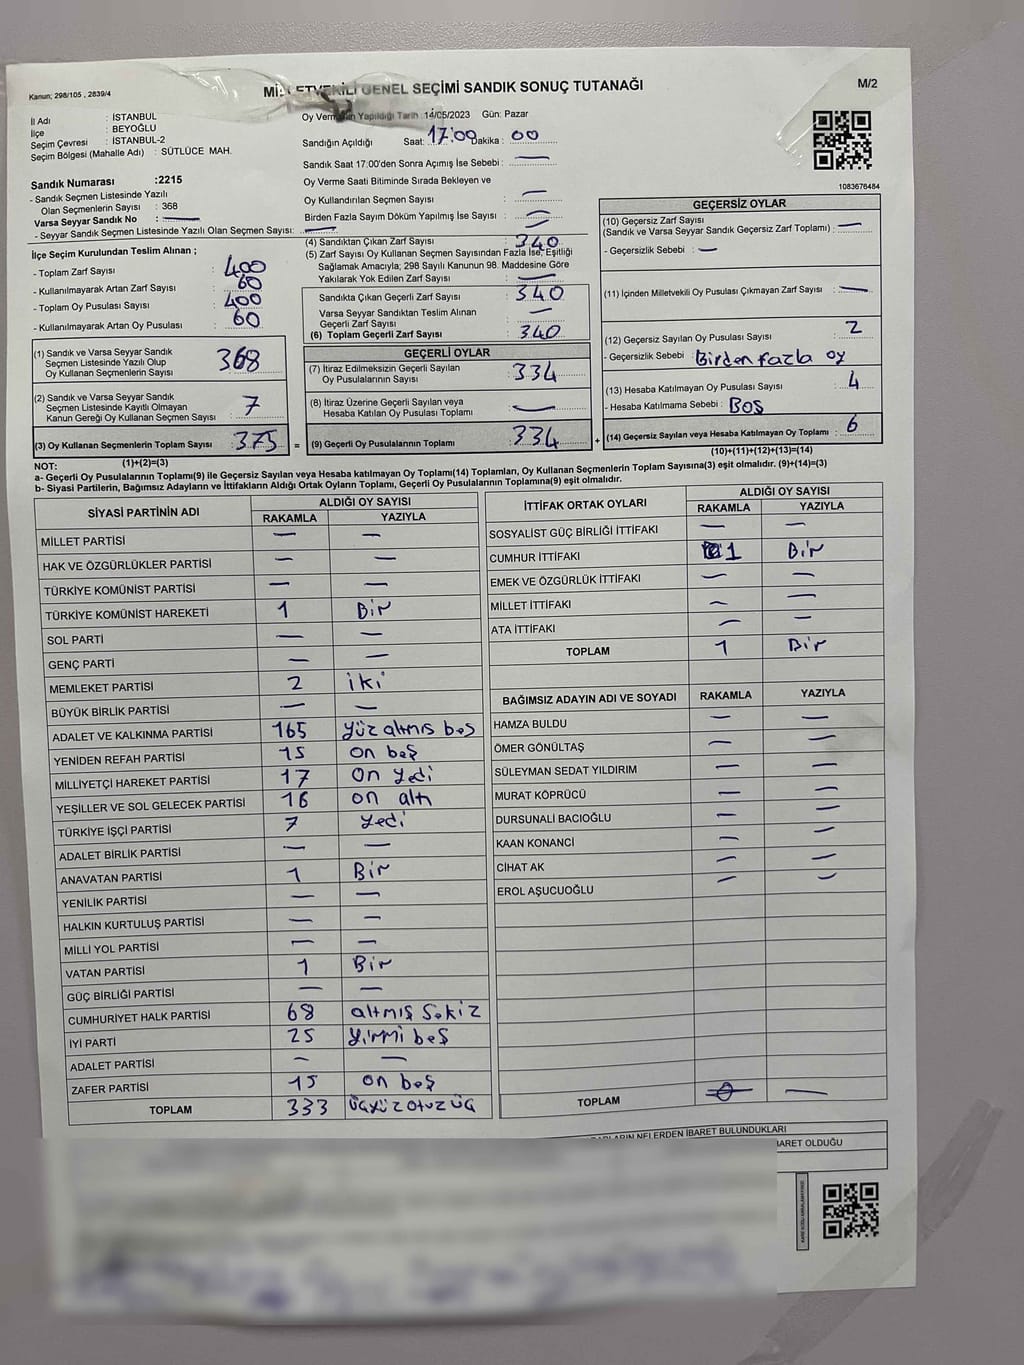 Kanun; 298/105 , 2839/4
GENEL SEÇİMİ SANDIK SONUÇ TUTANAĞI
M/2
İl Adı : İSTANBUL
İlçe : BEYOĞLU
Seçim Çevresi : İSTANBUL-2
Seçim Bölgesi (Mahalle Adı) : SÜTLÜCE MAH.
Sandık Numarası :2215
- Sandık Seçmen Listesinde Yazılı
Olan Seçmenlerin Sayısı : 368
Varsa Seyyar Sandık No : —
- Seyyar Sandık Seçmen Listesinde Yazılı Olan Seçmen Sayısı: —
İlçe Seçim Kurulundan Teslim Alınan ;
- Toplam Zarf Sayısı : 400
- Kullanılmayarak Artan Zarf Sayısı : 60
- Toplam Oy Pusulası Sayısı : 400
- Kullanılmayarak Artan Oy Pusulası : 60
(1) Sandık ve Varsa Seyyar Sandık
Seçmen Listesinde Yazılı Olup
Oy Kullanan Seçmenlerin Sayısı : 368
(2) Sandık ve Varsa Seyyar Sandık
Seçmen Listesinde Kayıtlı Olmayan
Kanun Gereği Oy Kullanan Seçmen Sayısı : 7
(3) Oy Kullanan Seçmenlerin Toplam Sayısı : 375
(1)+(2)=(3)
Oy Yapıldığı Tarih :14/05/2023 Gün: Pazar
Sandığın Açıldığı Saat: 17:00 Dakika : 00
Sandık Saat 17:00'den Sonra Açımış İse Sebebi : —
Oy Verme Saati Bitiminde Sırada Bekleyen ve
Oy Kullandırılan Seçmen Sayısı : —
Birden Fazla Sayım Döküm Yapılmış İse Sayısı : —
(4) Sandıktan Çıkan Zarf Sayısı : 340
(5) Zarf Sayısı Oy Kullanan Seçmen Sayısından Fazla İse, Eşitliği
Sağlamak Amacıyla; 298 Sayılı Kanunun 98. Maddesine Göre
Yakılarak Yok Edilen Zarf Sayısı : —
Sandıkta Çıkan Geçerli Zarf Sayısı : 340
Varsa Seyyar Sandıktan Teslim Alınan
Geçerli Zarf Sayısı : —
(6) Toplam Geçerli Zarf Sayısı : 340
GEÇERLİ OYLAR
(7) İtiraz Edilmeksizin Geçerli Sayılan
Oy Pusulalarının Sayısı : 334
(8) İtiraz Üzerine Geçerli Sayılan veya
Hesaba Katılan Oy Pusulası Toplamı : —
= (9) Geçerli Oy Pusulalarının Toplamı : 334 +
1083676484
GEÇERSİZ OYLAR
(10) Geçersiz Zarf Sayısı
(Sandık ve Varsa Seyyar Sandık Geçersiz Zarf Toplamı) : —
- Geçersizlik Sebebi : —
(11) İçinden Milletvekili Oy Pusulası Çıkmayan Zarf Sayısı : —
(12) Geçersiz Sayılan Oy Pusulası Sayısı : 2
- Geçersizlik Sebebi : Birden fazla oy
(13) Hesaba Katılmayan Oy Pusulası Sayısı : 4
- Hesaba Katılmama Sebebi : Boş
(14) Geçersiz Sayılan veya Hesaba Katılmayan Oy Toplamı : 6
(10)+(11)+(12)+(13)=(14)
NOT:
a- Geçerli Oy Pusulalarının Toplamı(9) ile Geçersiz Sayılan veya Hesaba katılmayan Oy Toplamı(14) Toplamları, Oy Kullanan Seçmenlerin Toplam Sayısına(3) eşit olmalıdır. (9)+(14)=(3)
b- Siyasi Partilerin, Bağımsız Adayların ve İttifakların Aldığı Ortak Oyların Toplamı, Geçerli Oy Pusulalarının Toplamına(9) eşit olmalıdır.
SİYASİ PARTİNİN ADI ALDIĞI OY SAYISI
RAKAMLA YAZIYLA
MİLLET PARTİSİ — —
HAK VE ÖZGÜRLÜKLER PARTİSİ — —
TÜRKİYE KOMÜNİST PARTİSİ — —
TÜRKİYE KOMÜNİST HAREKETİ 1 Bir
SOL PARTİ — —
GENÇ PARTİ — —
MEMLEKET PARTİSİ 2 iki
BÜYÜK BİRLİK PARTİSİ — —
ADALET VE KALKINMA PARTİSİ 165 yüz altmış beş
YENİDEN REFAH PARTİSİ 15 on beş
MİLLİYETÇİ HAREKET PARTİSİ 17 on yedi
YEŞİLLER VE SOL GELECEK PARTİSİ 16 on altı
TÜRKİYE İŞÇİ PARTİSİ 7 yedi
ADALET BİRLİK PARTİSİ — —
ANAVATAN PARTİSİ 1 Bir
YENİLİK PARTİSİ — —
HALKIN KURTULUŞ PARTİSİ — —
MİLLİ YOL PARTİSİ — —
VATAN PARTİSİ 1 Bir
GÜÇ BİRLİĞİ PARTİSİ — —
CUMHURİYET HALK PARTİSİ 68 altmış sekiz
İYİ PARTİ 25 yirmi beş
ADALET PARTİSİ — —
ZAFER PARTİSİ 15 on beş
TOPLAM 333 üçyüz otuz üç
İTTİFAK ORTAK OYLARI ALDIĞI OY SAYISI
RAKAMLA YAZIYLA
SOSYALİST GÜÇ BİRLİĞİ İTTİFAKI — —
CUMHUR İTTİFAKI 1 Bir
EMEK VE ÖZGÜRLÜK İTTİFAKI — —
MİLLET İTTİFAKI — —
ATA İTTİFAKI — —
TOPLAM 1 Bir
BAĞIMSIZ ADAYIN ADI VE SOYADI RAKAMLA YAZIYLA
HAMZA BULDU — —
ÖMER GÖNÜLTAŞ — —
SÜLEYMAN SEDAT YILDIRIM — —
MURAT KÖPRÜCÜ — —
DURSUNALİ BACIOĞLU — —
KAAN KONANCİ — —
CİHAT AK — —
EROL AŞUCUOĞLU — —
TOPLAM 0 —
NELERDEN İBARET BULUNDUKLARI
İBARET OLDUĞU